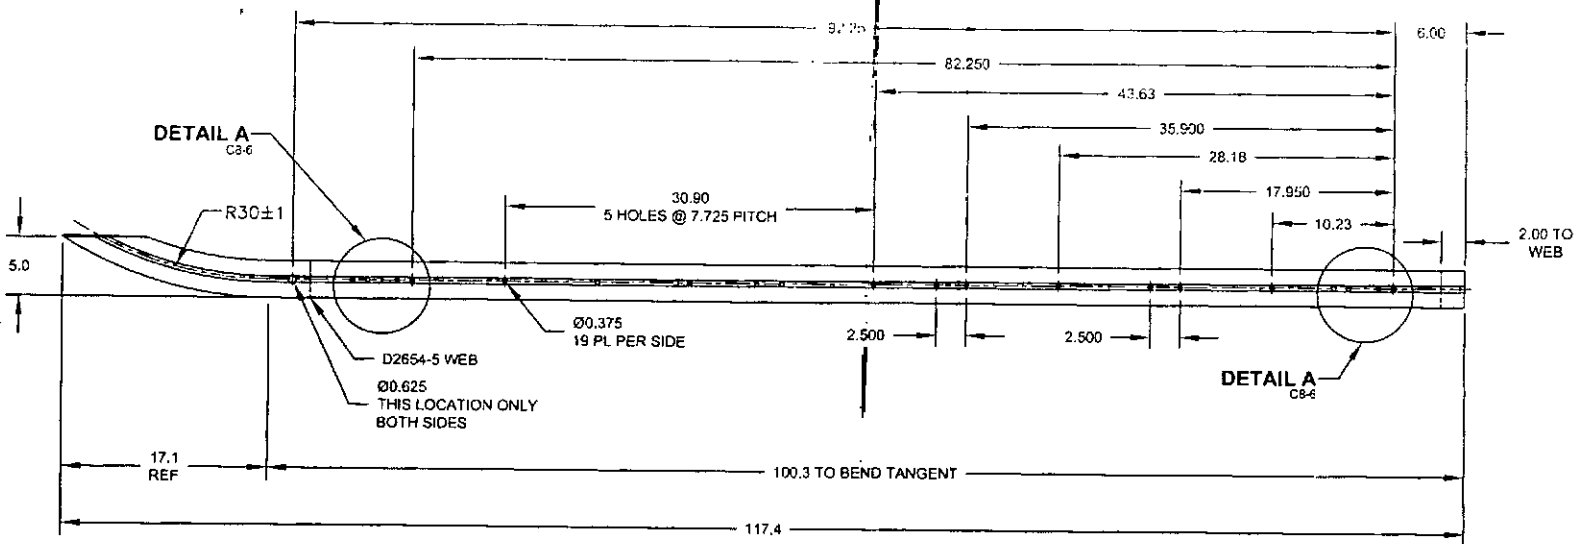 6.00
82.250
43.63
35.900
28.18
17.950
10.23
2.00 TO
WEB
DETAIL A
C8-6
R30±1
30.90
5 HOLES @ 7.725 PITCH
5.0
Ø0.375
19 PL PER SIDE
2.500
2.500
D2654-5 WEB
Ø0.625
THIS LOCATION ONLY
BOTH SIDES
DETAIL A
C8-6
17.1
REF
100.3 TO BEND TANGENT
117.4